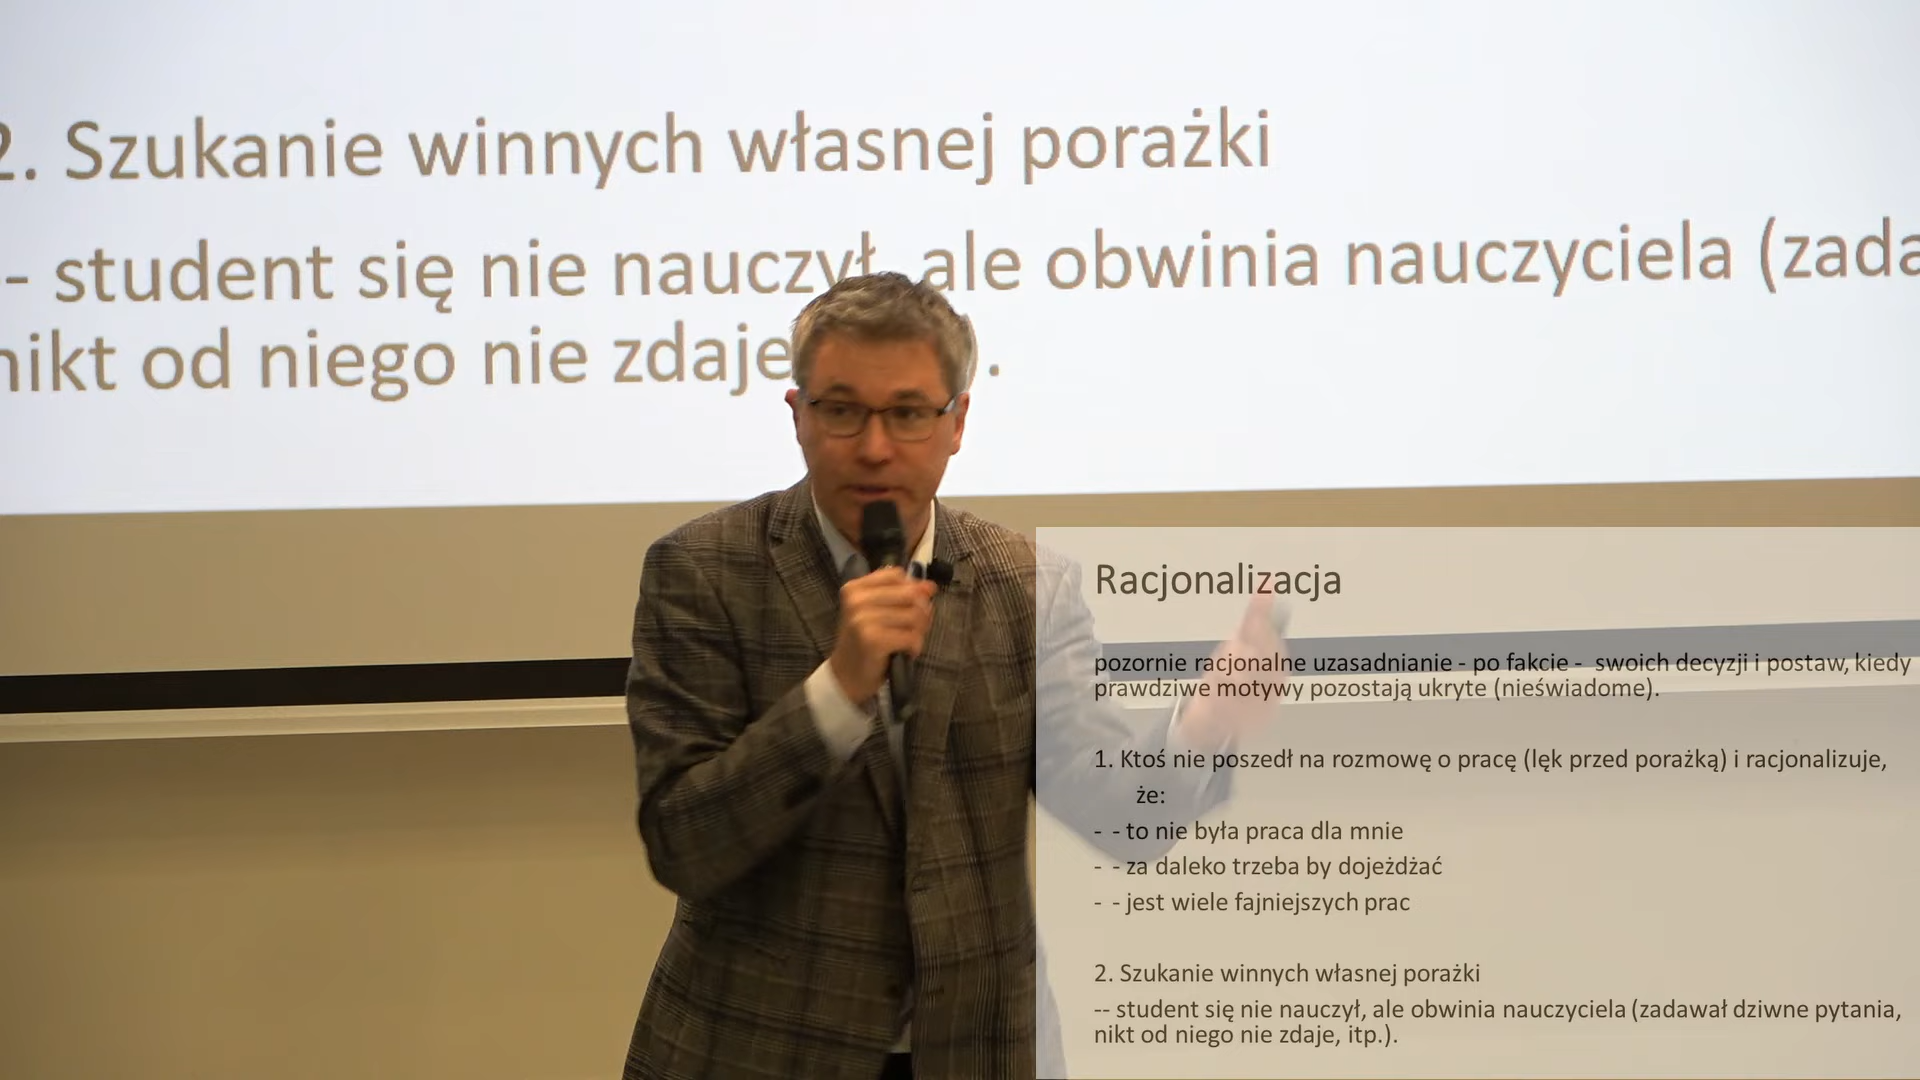 2. Szukanie winnych własnej porażki
- student się nie nauczył, ale obwinia nauczyciela (zada
nikt od niego nie zdaje .
Racjonalizacja
pozornie racjonalne uzasadnianie - po fakcie - swoich decyzji i postaw, kiedy
prawdziwe motywy pozostają ukryte (nieświadome).
1. Ktoś nie poszedł na rozmowę o pracę (lęk przed porażką) i racjonalizuje,
że:
- - to nie była praca dla mnie
- - za daleko trzeba by dojeżdżać
- - jest wiele fajniejszych prac
2. Szukanie winnych własnej porażki
-- student się nie nauczył, ale obwinia nauczyciela (zadawał dziwne pytania,
nikt od niego nie zdaje, itp.).